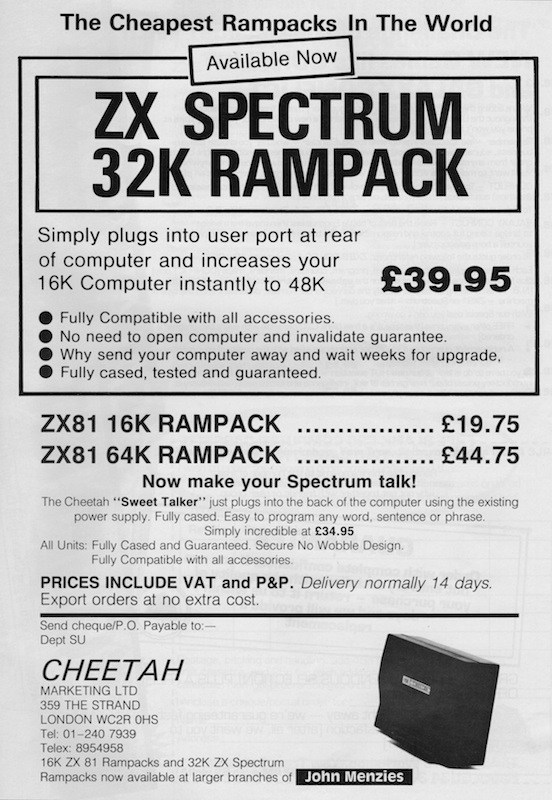 The Cheapest Rampacks In The World
Available Now
ZX SPECTRUM
32K RAMPACK
Simply plugs into user port at rear
of computer and increases your
16K Computer instantly to 48K £39.95
● Fully Compatible with all accessories.
● No need to open computer and invalidate guarantee.
● Why send your computer away and wait weeks for upgrade,
● Fully cased, tested and guaranteed.
ZX81 16K RAMPACK ................. £19.75
ZX81 64K RAMPACK ................. £44.75
Now make your Spectrum talk!
The Cheetah "Sweet Talker" just plugs into the back of the computer using the existing
power supply. Fully cased. Easy to program any word, sentence or phrase.
Simply incredible at £34.95
All Units: Fully Cased and Guaranteed. Secure No Wobble Design.
Fully Compatible with all accessories.
PRICES INCLUDE VAT and P&P. Delivery normally 14 days.
Export orders at no extra cost.
Send cheque/P.O. Payable to:—
Dept SU
CHEETAH
MARKETING LTD
359 THE STRAND
LONDON WC2R 0HS
Tel: 01–240 7939
Telex: 8954958
16K ZX 81 Rampacks and 32K ZX Spectrum
Rampacks now available at larger branches of John Menzies